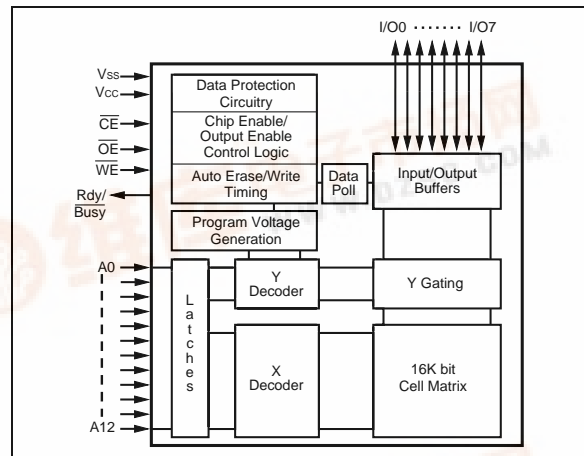 I/O0 ········ I/O7
VSS
VCC
CE
OE
WE
Rdy/
Busy
Data Protection
Circuitry
Chip Enable/
Output Enable
Control Logic
Auto Erase/Write
Timing
Data
Poll
Input/Output
Buffers
Program Voltage
Generation
A0
A12
Latches
Y
Decoder
Y Gating
X
Decoder
16K bit
Cell Matrix